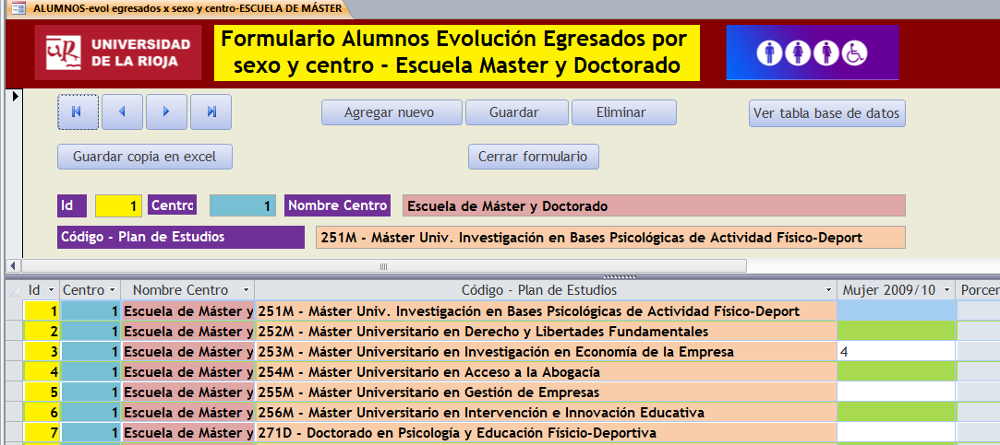 ALUMNOS-evol egresados x sexo y centro-ESCUELA DE MÁSTER
UNIVERSIDAD
DE LA RIOJA
Formulario Alumnos Evolución Egresados por
sexo y centro - Escuela Master y Doctorado
Agregar nuevo Guardar Eliminar Ver tabla base de datos
Guardar copia en excel Cerrar formulario
Id 1 Centro 1 Nombre Centro Escuela de Máster y Doctorado
Código - Plan de Estudios 251M - Máster Univ. Investigación en Bases Psicológicas de Actividad Físico-Deport
Id Centro Nombre Centro Código - Plan de Estudios Mujer 2009/10 Porcen
1 1 Escuela de Máster y 251M - Máster Univ. Investigación en Bases Psicológicas de Actividad Físico-Deport
2 1 Escuela de Máster y 252M - Máster Universitario en Derecho y Libertades Fundamentales
3 1 Escuela de Máster y 253M - Máster Universitario en Investigación en Economía de la Empresa 4
4 1 Escuela de Máster y 254M - Máster Universitario en Acceso a la Abogacía
5 1 Escuela de Máster y 255M - Máster Universitario en Gestión de Empresas
6 1 Escuela de Máster y 256M - Máster Universitario en Intervención e Innovación Educativa
7 1 Escuela de Máster y 271D - Doctorado en Psicología y Educación Físicio-Deportiva